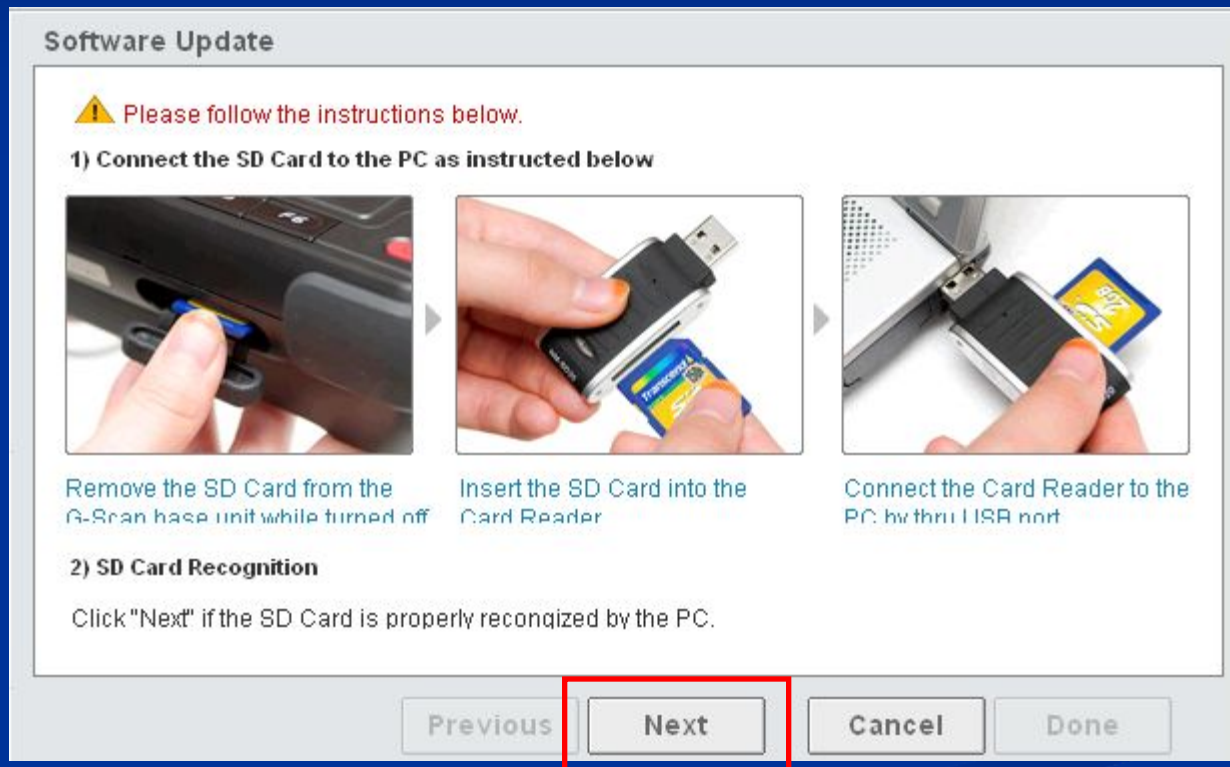 Software Update
Please follow the instructions below.
1) Connect the SD Card to the PC as instructed below
F6
Transcend
2GB
Remove the SD Card from the
G-Scan base unit while turned off
Insert the SD Card into the
Card Reader
Connect the Card Reader to the
PC by thru USB port
2) SD Card Recognition
Click "Next" if the SD Card is properly recongized by the PC.
Previous
Next
Cancel
Done